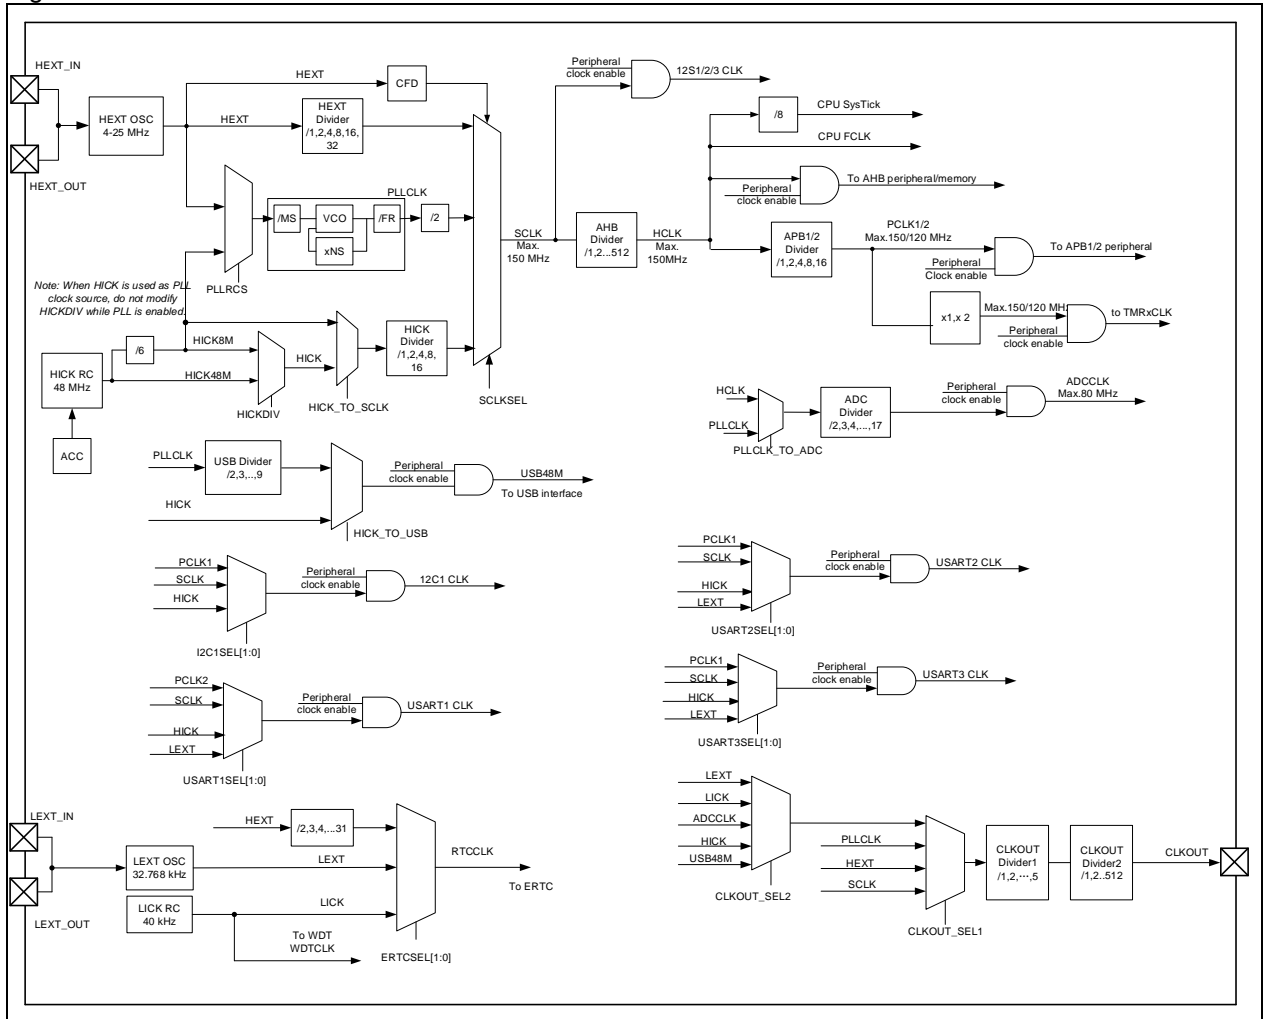 HEXT_IN
HEXT_OUT
HEXT OSC
4-25 MHz
HEXT
CFD
HEXT
HEXT
Divider
/1,2,4,8,16,
32
PLLCLK
/MS
VCO
/FR
xNS
/2
PLLRCS
Note: When HICK is used as PLL
clock source, do not modify
HICKDIV while PLL is enabled.
/6
HICK8M
HICK RC
48 MHz
HICK48M
HICK
HICKDIV
HICK_TO_SCLK
HICK
Divider
/1,2,4,8,
16
SCLKSEL
ACC
SCLK
Max.
150 MHz
Peripheral
clock enable
12S1/2/3 CLK
AHB
Divider
/1,2...512
HCLK
Max.
150MHz
/8
CPU SysTick
CPU FCLK
Peripheral
clock enable
To AHB peripheral/memory
APB1/2
Divider
/1,2,4,8,16
PCLK1/2
Max.150/120 MHz
Peripheral
Clock enable
To APB1/2 peripheral
x1,x 2
Max.150/120 MHz
Peripheral
clock enable
to TMRxCLK
HCLK
PLLCLK
PLLCLK_TO_ADC
ADC
Divider
/2,3,4,...,17
Peripheral
clock enable
ADCCLK
Max.80 MHz
PLLCLK
USB Divider
/2,3,..,9
HICK
HICK_TO_USB
Peripheral
clock enable
USB48M
To USB interface
PCLK1
SCLK
HICK
I2C1SEL[1:0]
Peripheral
clock enable
12C1 CLK
PCLK1
SCLK
HICK
LEXT
USART2SEL[1:0]
Peripheral
clock enable
USART2 CLK
PCLK2
SCLK
HICK
LEXT
USART1SEL[1:0]
Peripheral
clock enable
USART1 CLK
PCLK1
SCLK
HICK
LEXT
USART3SEL[1:0]
Peripheral
clock enable
USART3 CLK
LEXT_IN
LEXT_OUT
HEXT
/2,3,4,...31
LEXT OSC
32.768 kHz
LEXT
LICK RC
40 kHz
LICK
To WDT
WDTCLK
ERTCSEL[1:0]
RTCCLK
To ERTC
LEXT
LICK
ADCCLK
HICK
USB48M
CLKOUT_SEL2
PLLCLK
HEXT
SCLK
CLKOUT_SEL1
CLKOUT
Divider1
/1,2,···,5
CLKOUT
Divider2
/1,2..512
CLKOUT